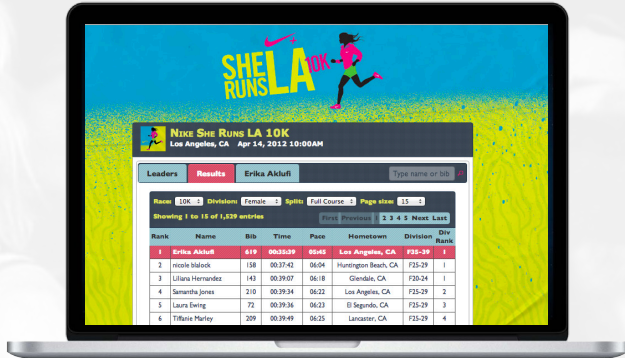 SHE
RUNS LA 10K
NIKE SHE RUNS LA 10K
Los Angeles, CA Apr 14, 2012 10:00AM
Leaders Results Erika Aklufi Type name or bib
Race: 10K Division: Female Split: Full Course Page size: 15
Showing 1 to 15 of 1,529 entries First Previous 1 2 3 4 5 Next Last
Rank Name Bib Time Pace Hometown Division Div Rank
1 Erika Aklufi 619 00:35:39 05:45 Los Angeles, CA F35-39 1
2 nicole blalock 158 00:37:42 06:04 Huntington Beach, CA F25-29 1
3 Liliana Hernandez 143 00:39:07 06:18 Glendale, CA F20-24 1
4 Samantha Jones 210 00:39:34 06:22 Los Angeles, CA F25-29 2
5 Laura Ewing 72 00:39:36 06:23 El Segundo, CA F25-29 3
6 Tiffanie Marley 209 00:39:49 06:25 Lancaster, CA F25-29 4